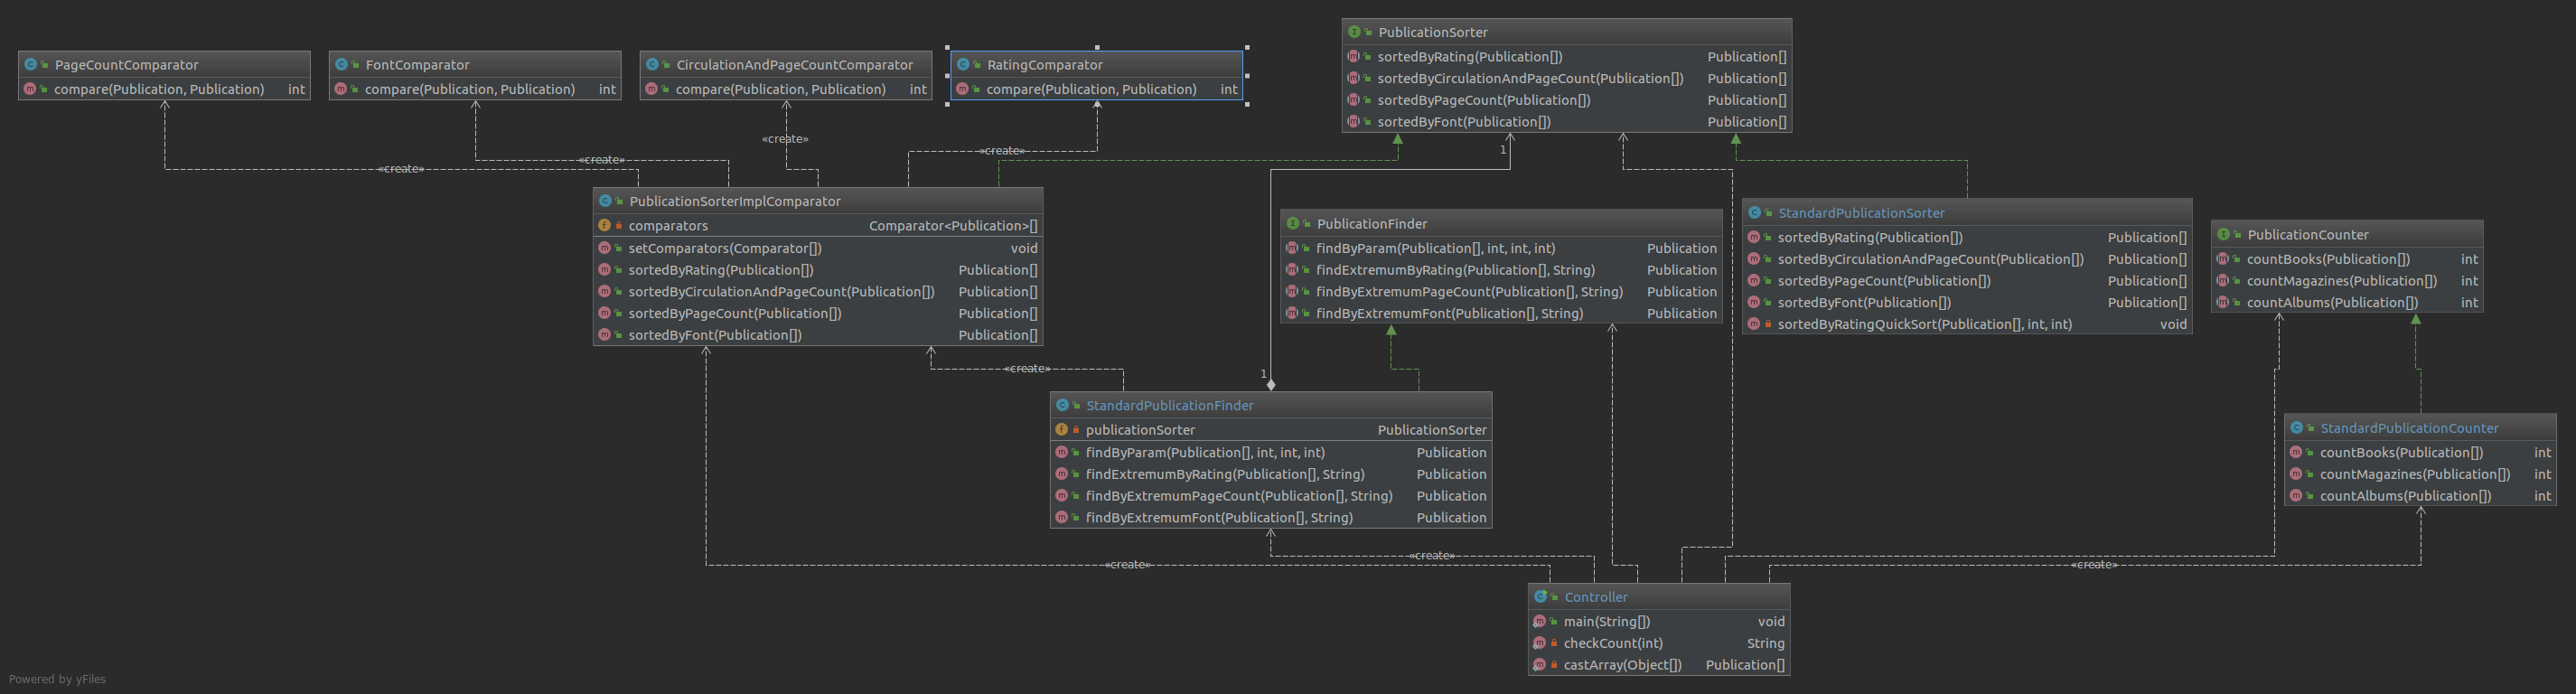 PageCountComparator
compare(Publication, Publication) int
FontComparator
compare(Publication, Publication) int
CirculationAndPageCountComparator
compare(Publication, Publication) int
RatingComparator
compare(Publication, Publication) int
PublicationSorter
sortedByRating(Publication[]) Publication[]
sortedByCirculationAndPageCount(Publication[]) Publication[]
sortedByPageCount(Publication[]) Publication[]
sortedByFont(Publication[]) Publication[]
«create»
«create»
«create»
«create»
1
PublicationSorterImplComparator
comparators Comparator<Publication>[]
setComparators(Comparator[]) void
sortedByRating(Publication[]) Publication[]
sortedByCirculationAndPageCount(Publication[]) Publication[]
sortedByPageCount(Publication[]) Publication[]
sortedByFont(Publication[]) Publication[]
PublicationFinder
findByParam(Publication[], int, int, int) Publication
findExtremumByRating(Publication[], String) Publication
findByExtremumPageCount(Publication[], String) Publication
findByExtremumFont(Publication[], String) Publication
StandardPublicationSorter
sortedByRating(Publication[]) Publication[]
sortedByCirculationAndPageCount(Publication[]) Publication[]
sortedByPageCount(Publication[]) Publication[]
sortedByFont(Publication[]) Publication[]
sortedByRatingQuickSort(Publication[], int, int) void
PublicationCounter
countBooks(Publication[]) int
countMagazines(Publication[]) int
countAlbums(Publication[]) int
«create»
1
StandardPublicationFinder
publicationSorter PublicationSorter
findByParam(Publication[], int, int, int) Publication
findExtremumByRating(Publication[], String) Publication
findByExtremumPageCount(Publication[], String) Publication
findByExtremumFont(Publication[], String) Publication
StandardPublicationCounter
countBooks(Publication[]) int
countMagazines(Publication[]) int
countAlbums(Publication[]) int
«create»
«create»
«create»
Controller
main(String[]) void
checkCount(int) String
castArray(Object[]) Publication[]
Powered by yFiles